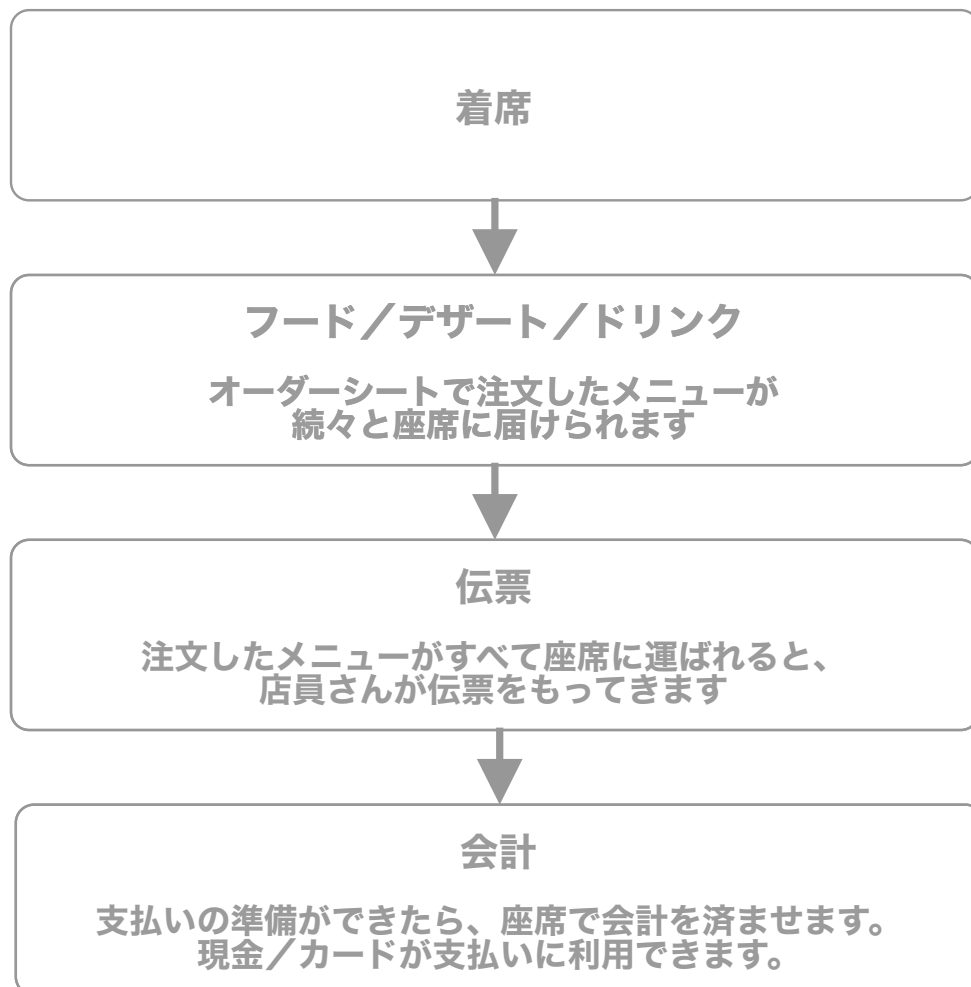 着席
フード／デザート／ドリンク
オーダーシートで注文したメニューが
続々と座席に届けられます
伝票
注文したメニューがすべて座席に運ばれると、
店員さんが伝票をもってきます
会計
支払いの準備ができたら、座席で会計を済ませます。
現金／カードが支払いに利用できます。